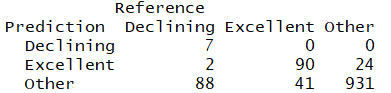 Reference
Prediction Declining Excellent Other
Declining 7 0 0
Excellent 2 90 24
Other 88 41 931